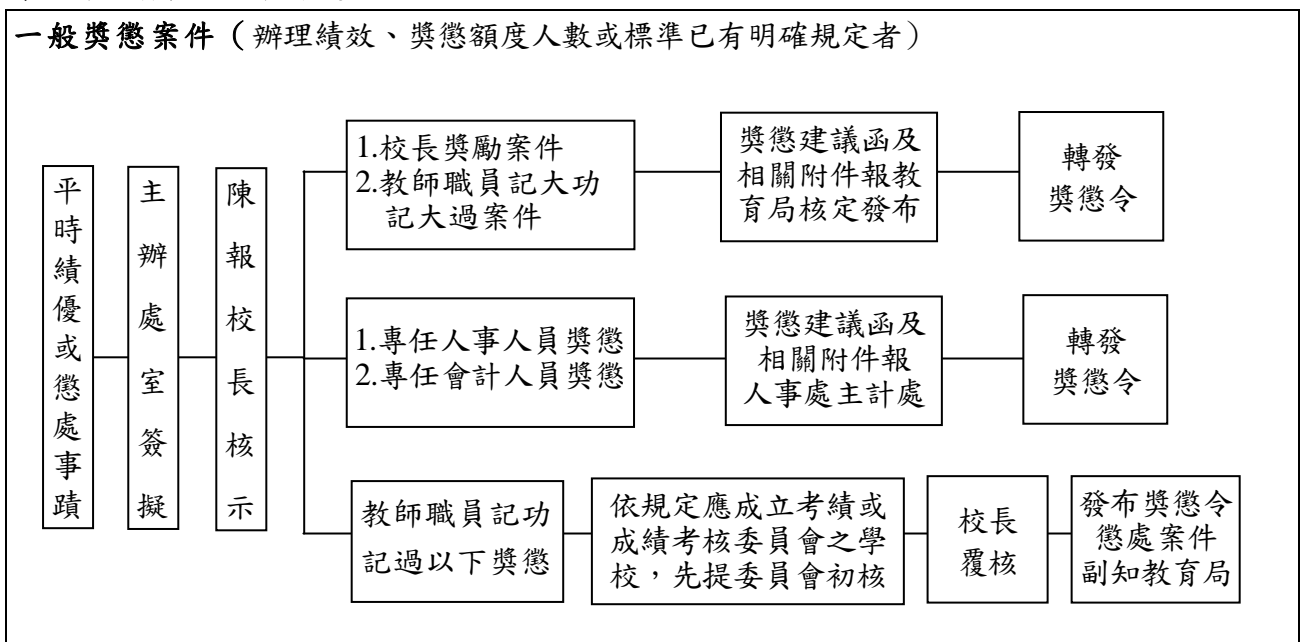 一般獎懲案件（辦理績效、獎懲額度人數或標準已有明確規定者）
平時績優或懲處事蹟
主辦處室簽擬
陳報校長核示
1.校長獎勵案件
2.教師職員記大功
記大過案件
獎懲建議函及
相關附件報教
育局核定發布
轉發
獎懲令
1.專任人事人員獎懲
2.專任會計人員獎懲
獎懲建議函及
相關附件報
人事處主計處
轉發
獎懲令
教師職員記功
記過以下獎懲
依規定應成立考績或
成績考核委員會之學
校，先提委員會初核
校長
覆核
發布獎懲令
懲處案件
副知教育局